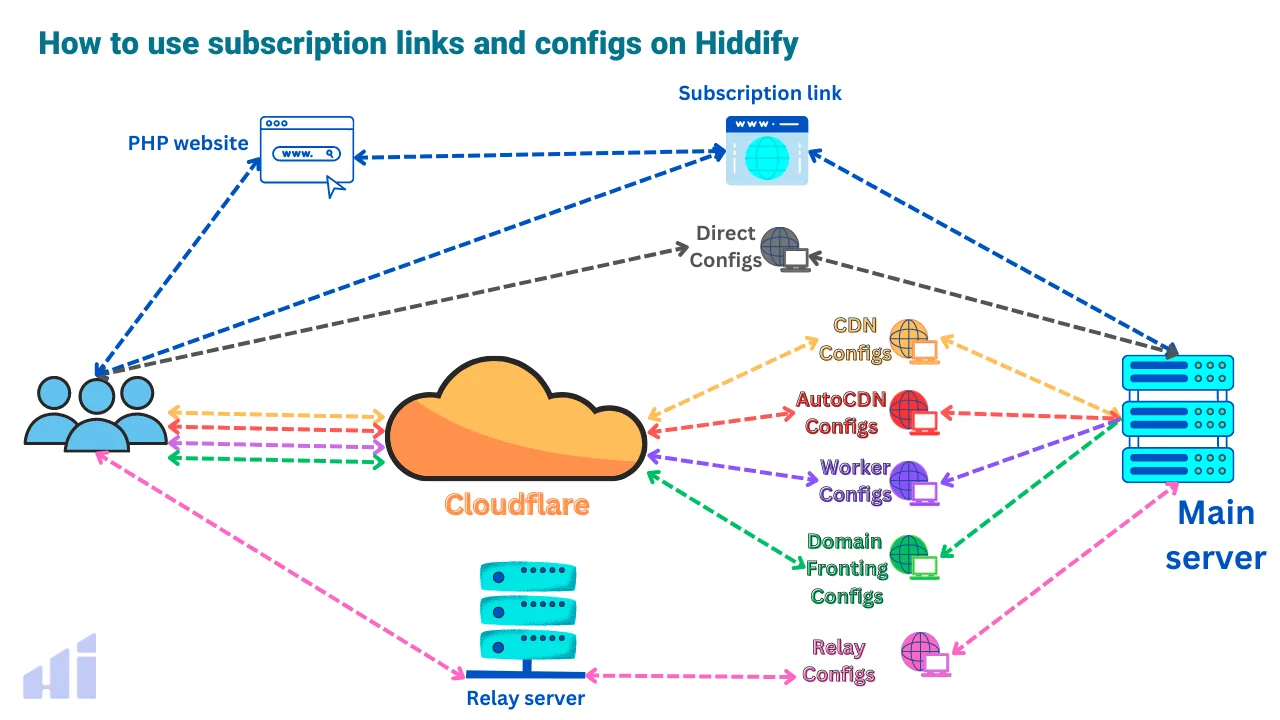 How to use subscription links and configs on Hiddify
Subscription link
PHP website
www.
www.
Direct
Configs
CDN
Configs
AutoCDN
Configs
Worker
Configs
Cloudflare
Main
server
Domain
Fronting
Configs
Relay
Configs
Relay server